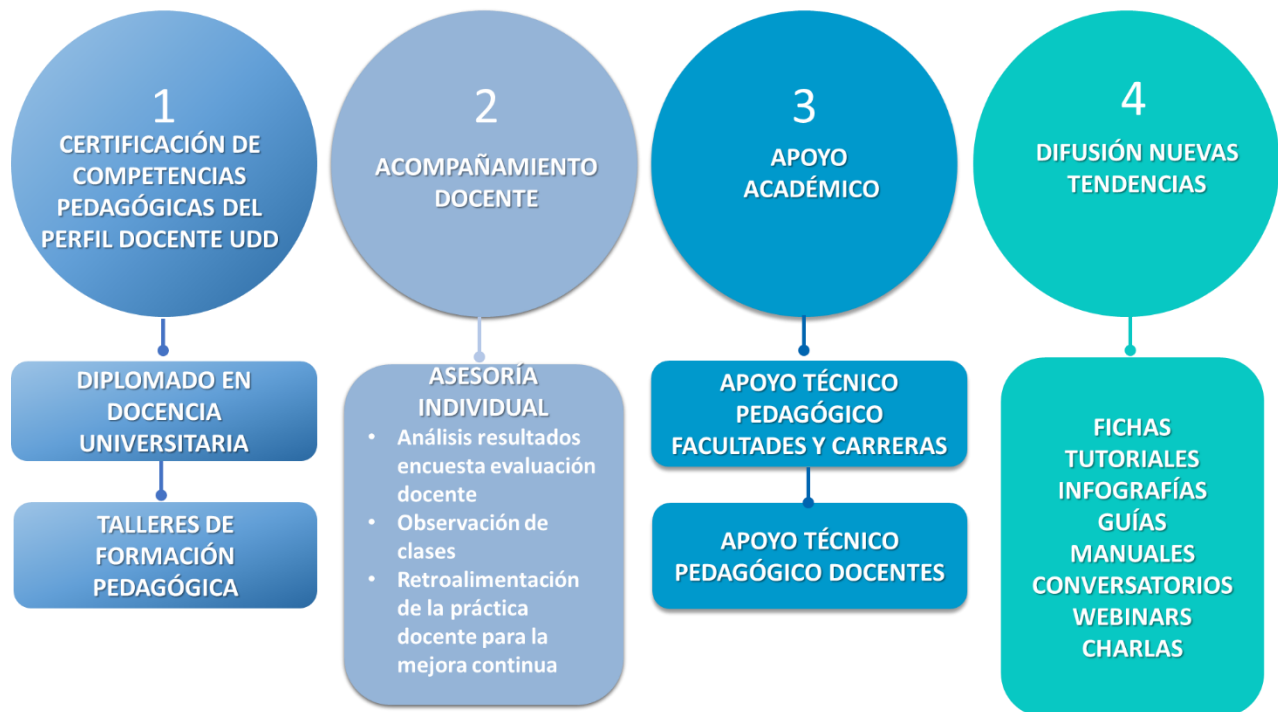 1
CERTIFICACIÓN DE
COMPETENCIAS
PEDAGÓGICAS DEL
PERFIL DOCENTE UDD
DIPLOMADO EN
DOCENCIA
UNIVERSITARIA
TALLERES DE
FORMACIÓN
PEDAGÓGICA
2
ACOMPAÑAMIENTO
DOCENTE
ASESORÍA
INDIVIDUAL
• Análisis resultados
encuesta evaluación
docente
• Observación de
clases
• Retroalimentación
de la práctica
docente para la
mejora continua
3
APOYO
ACADÉMICO
APOYO TÉCNICO
PEDAGÓGICO
FACULTADES Y CARRERAS
APOYO TÉCNICO
PEDAGÓGICO DOCENTES
4
DIFUSIÓN NUEVAS
TENDENCIAS
FICHAS
TUTORIALES
INFOGRAFÍAS
GUÍAS
MANUALES
CONVERSATORIOS
WEBINARS
CHARLAS